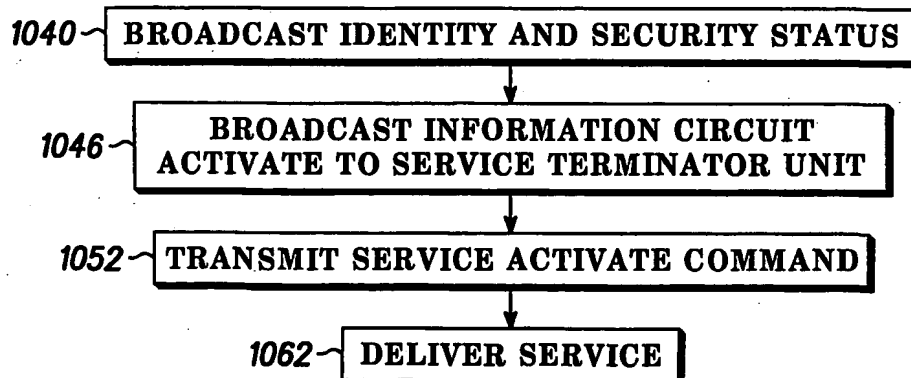 1040 BROADCAST IDENTITY AND SECURITY STATUS
1046 BROADCAST INFORMATION CIRCUIT
ACTIVATE TO SERVICE TERMINATOR UNIT
1052 TRANSMIT SERVICE ACTIVATE COMMAND
1062 DELIVER SERVICE